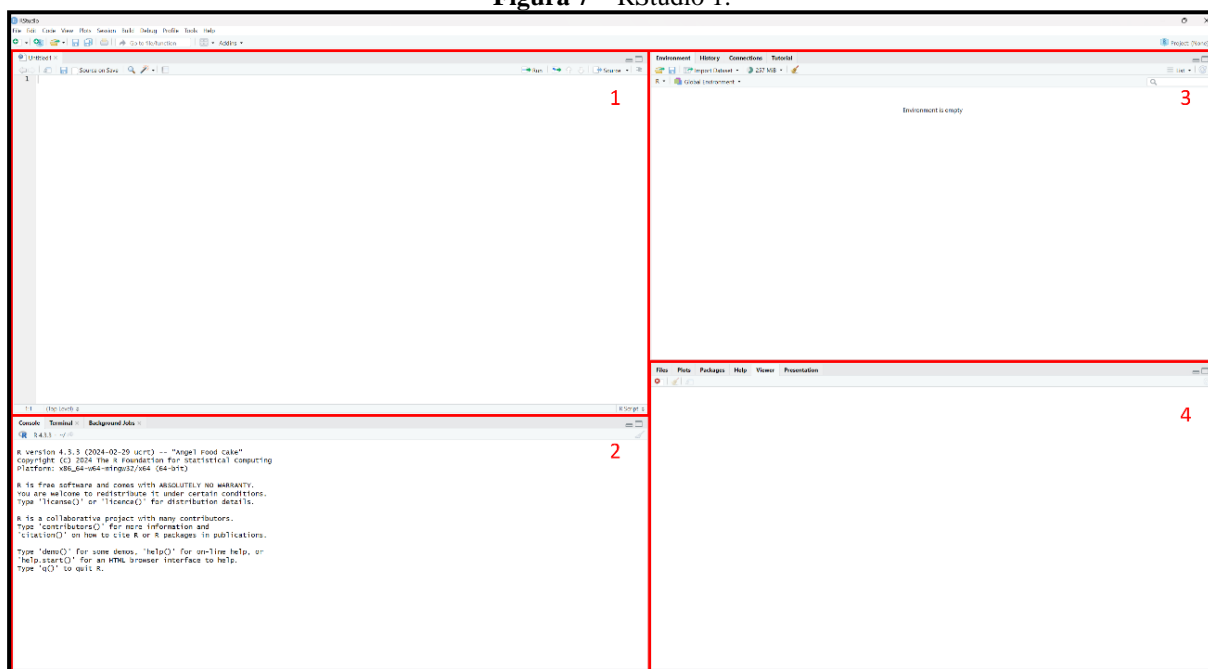 Figura 7 – RStudio 1.
RStudio
File Edit Code View Plots Session Build Debug Profile Tools Help
Go to file/function Addins
Project: (None)
Untitled1
Source on Save Run Source
1
1
1:1 (Top Level) R Script
Console Terminal Background Jobs
R 4.3.3 ~/
2
R version 4.3.3 (2024-02-29 ucrt) -- "Angel Food Cake"
Copyright (C) 2024 The R Foundation for Statistical Computing
Platform: x86_64-w64-mingw32/x64 (64-bit)
R is free software and comes with ABSOLUTELY NO WARRANTY.
You are welcome to redistribute it under certain conditions.
Type 'license()' or 'licence()' for distribution details.
R is a collaborative project with many contributors.
Type 'contributors()' for more information and
'citation()' on how to cite R or R packages in publications.
Type 'demo()' for some demos, 'help()' for on-line help, or
'help.start()' for an HTML browser interface to help.
Type 'q()' to quit R.
Environment History Connections Tutorial
Import Dataset 257 MiB List
R Global Environment
3
Environment is empty
Files Plots Packages Help Viewer Presentation
4